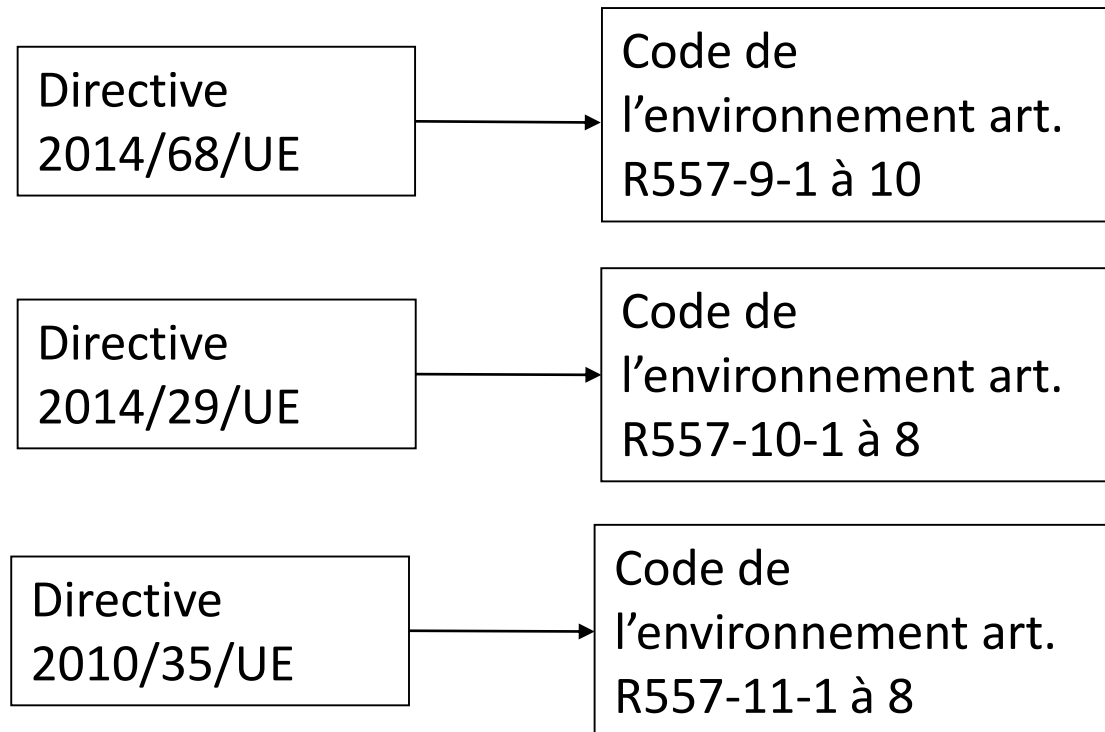 Directive
2014/68/UE
Code de
l’environnement art.
R557-9-1 à 10
Directive
2014/29/UE
Code de
l’environnement art.
R557-10-1 à 8
Directive
2010/35/UE
Code de
l’environnement art.
R557-11-1 à 8